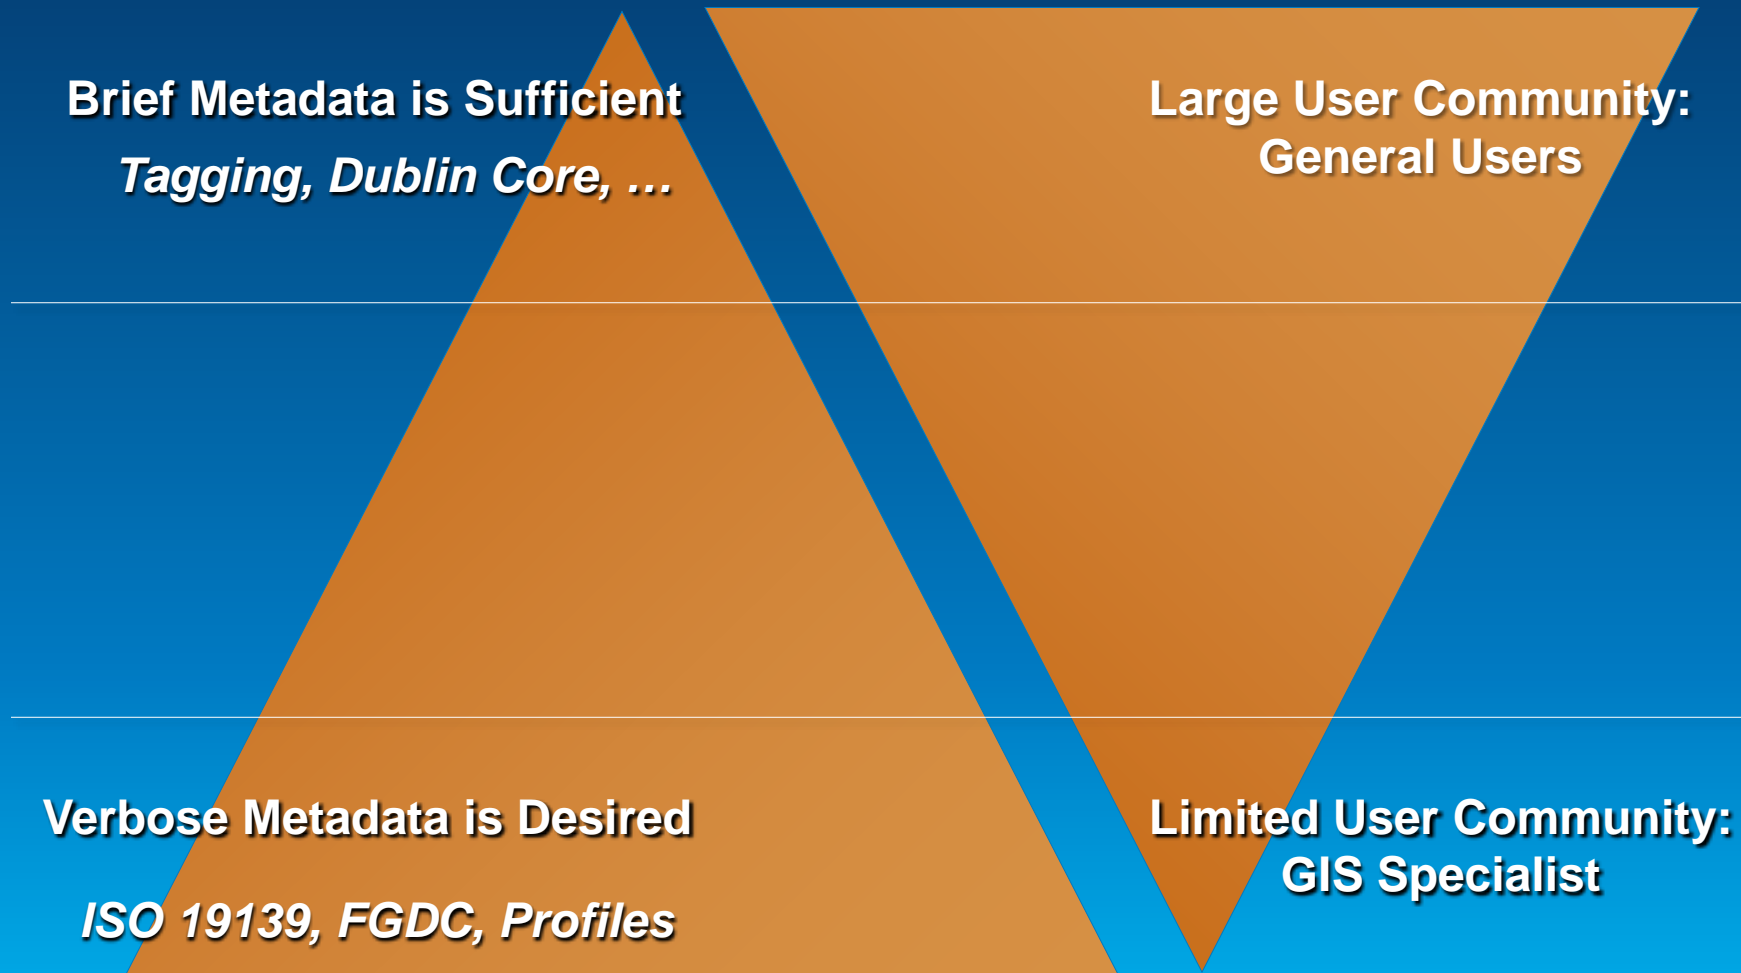 Brief Metadata is Sufficient
Tagging, Dublin Core, …
Large User Community:
General Users
Verbose Metadata is Desired
ISO 19139, FGDC, Profiles
Limited User Community:
GIS Specialist